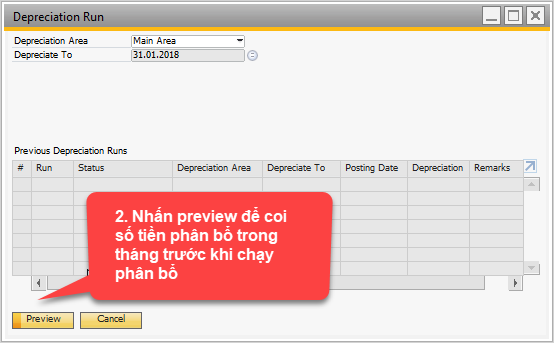 Depreciation Run
Depreciation Area Main Area
Depreciate To 31.01.2018
Previous Depreciation Runs
# Run Status Depreciation Area Depreciate To Posting Date Depreciation Remarks
2. Nhấn preview để coi
số tiền phân bổ trong
tháng trước khi chạy
phân bổ
Preview Cancel